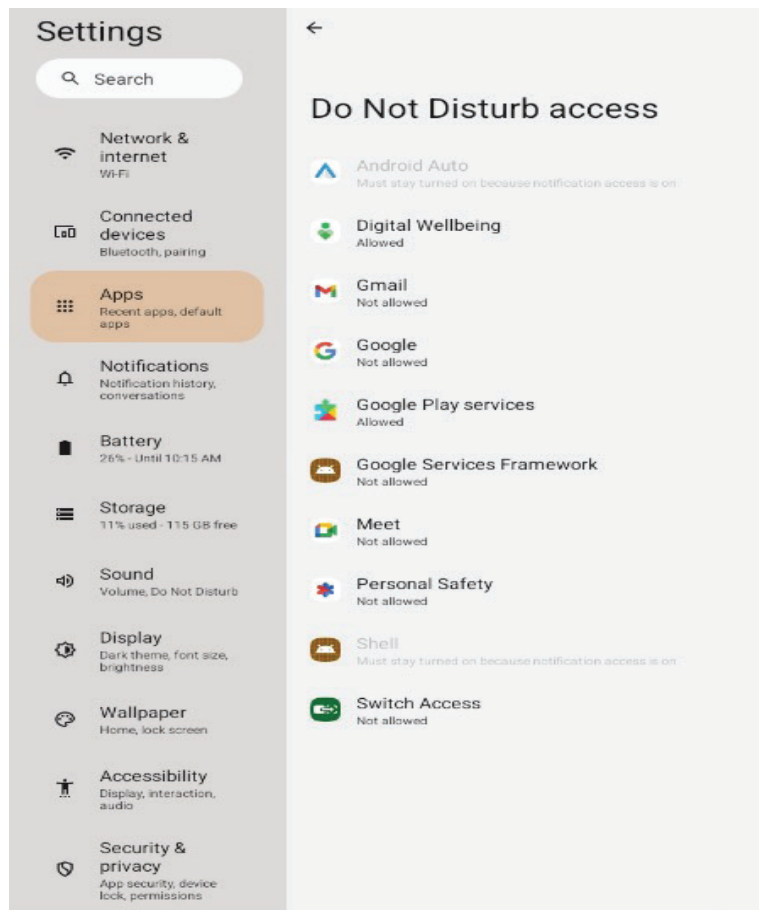 Settings
Search
Network &
internet
Wi-Fi
Connected
devices
Bluetooth, pairing
Apps
Recent apps, default
apps
Notifications
Notification history,
conversations
Battery
26% - Until 10:15 AM
Storage
11% used - 115 GB free
Sound
Volume, Do Not Disturb
Display
Dark theme, font size,
brightness
Wallpaper
Home, lock screen
Accessibility
Display, interaction,
audio
Security &
privacy
App security, device
lock, permissions
Do Not Disturb access
Android Auto
Must stay turned on because notification access is on
Digital Wellbeing
Allowed
Gmail
Not allowed
Google
Not allowed
Google Play services
Allowed
Google Services Framework
Not allowed
Meet
Not allowed
Personal Safety
Not allowed
Shell
Must stay turned on because notification access is on
Switch Access
Not allowed